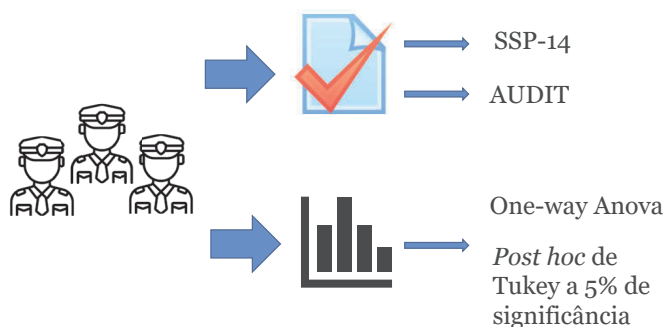 SSP-14
AUDIT
One-way Anova
Post hoc de
Tukey a 5% de
significância